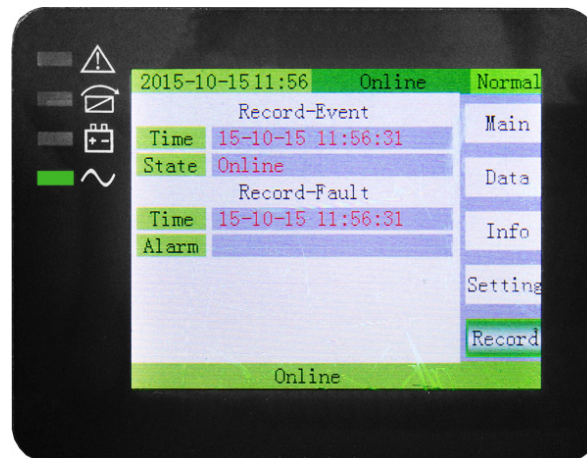 2015-10-15 11:56 Online Normal
Record-Event
Time 15-10-15 11:56:31
State Online
Record-Fault
Time 15-10-15 11:56:31
Alarm
Main
Data
Info
Setting
Record
Online